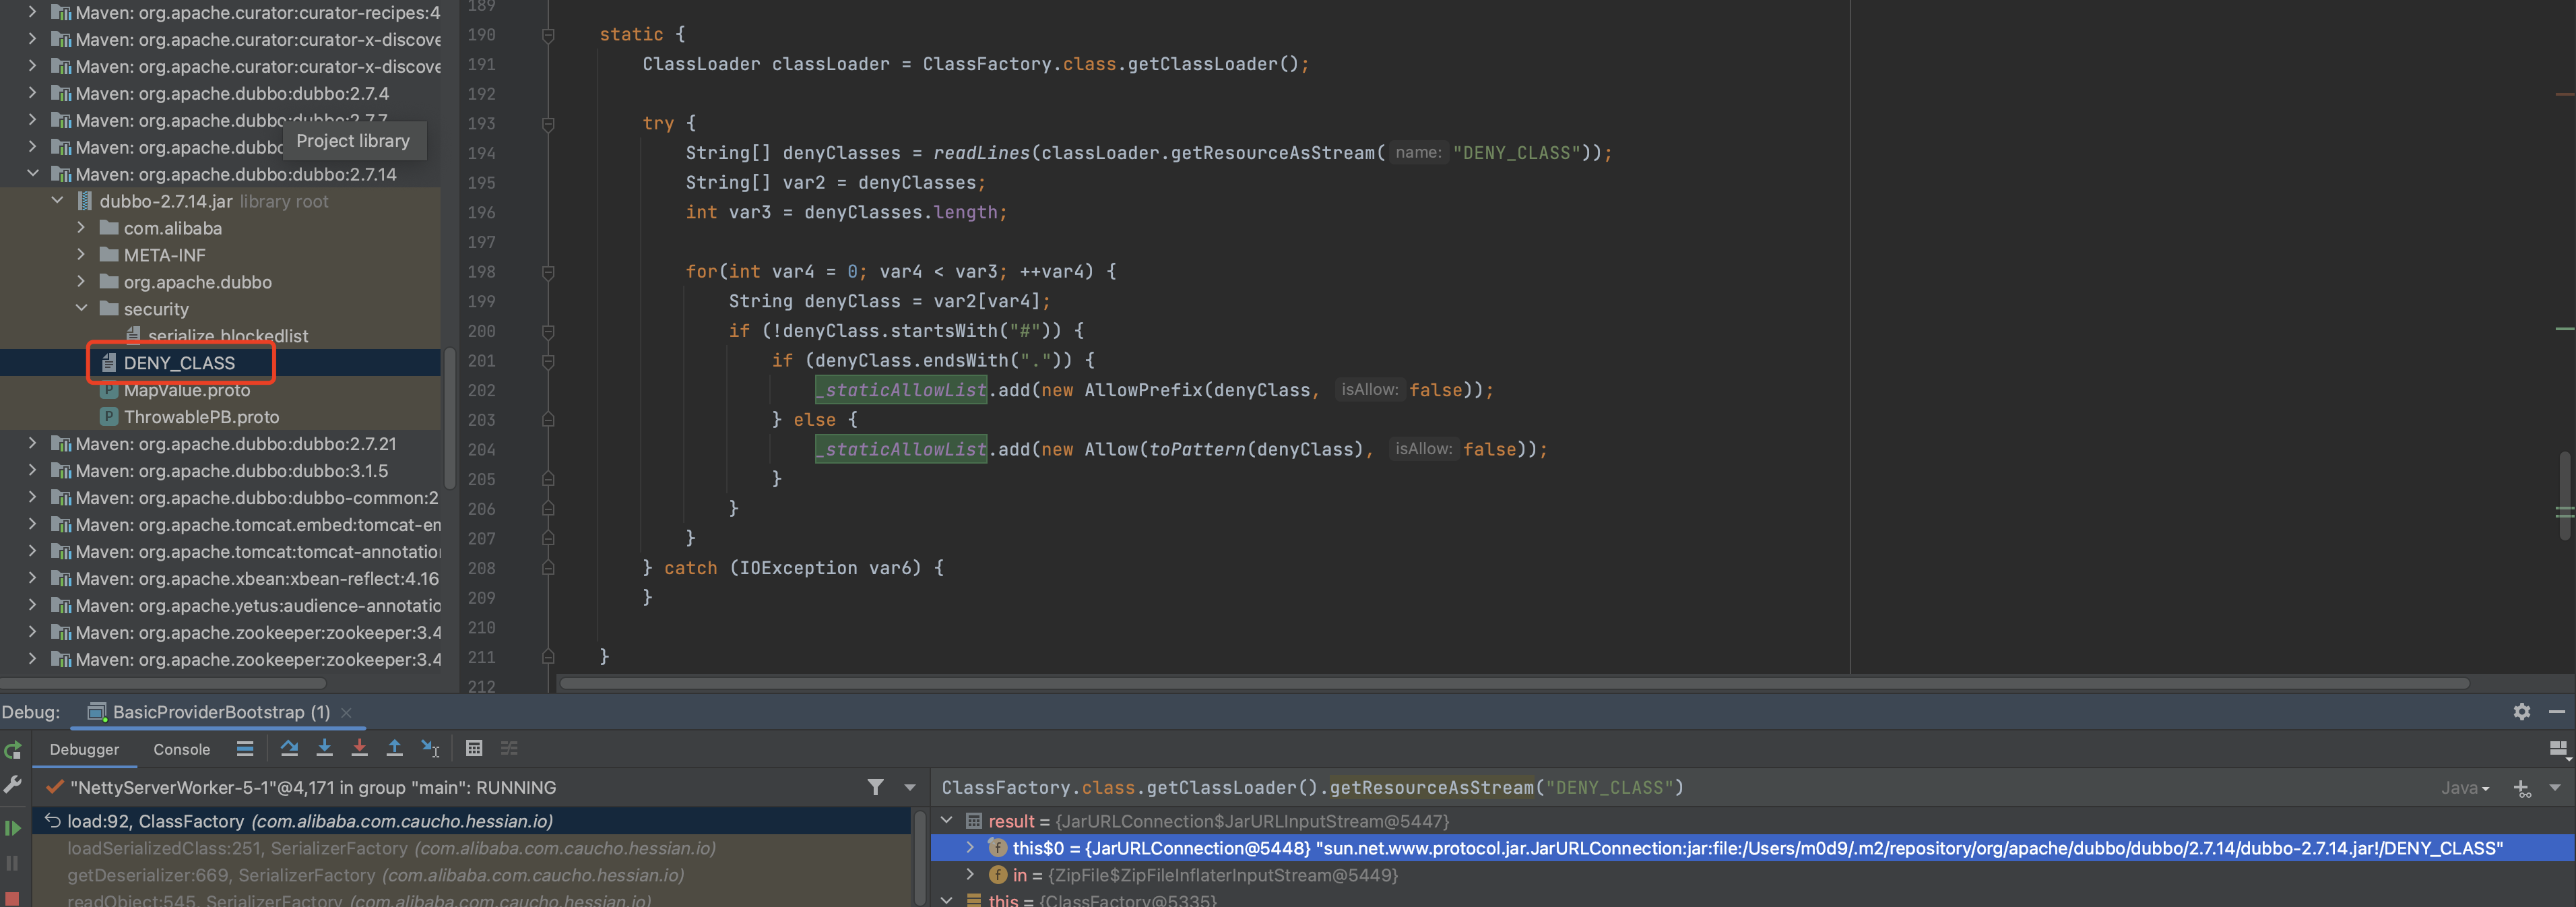 Maven: org.apache.curator:curator-recipes:4
Maven: org.apache.curator:curator-x-discove
Maven: org.apache.curator:curator-x-discove
Maven: org.apache.dubbo:dubbo:2.7.4
Maven: org.apache.dubbo:dubbo:2.7.7
Maven: org.apache.dubbo
Project library
Maven: org.apache.dubbo:dubbo:2.7.14
dubbo-2.7.14.jar library root
com.alibaba
META-INF
org.apache.dubbo
security
serialize.blockedlist
DENY_CLASS
MapValue.proto
ThrowablePB.proto
Maven: org.apache.dubbo:dubbo:2.7.21
Maven: org.apache.dubbo:dubbo:3.1.5
Maven: org.apache.dubbo:dubbo-common:2
Maven: org.apache.tomcat.embed:tomcat-em
Maven: org.apache.tomcat:tomcat-annotation
Maven: org.apache.xbean:xbean-reflect:4.16
Maven: org.apache.yetus:audience-annotatio
Maven: org.apache.zookeeper:zookeeper:3.4
Maven: org.apache.zookeeper:zookeeper:3.4
189
190 static {
191 ClassLoader classLoader = ClassFactory.class.getClassLoader();
192
193 try {
194 String[] denyClasses = readLines(classLoader.getResourceAsStream( name: "DENY_CLASS"));
195 String[] var2 = denyClasses;
196 int var3 = denyClasses.length;
197
198 for(int var4 = 0; var4 < var3; ++var4) {
199 String denyClass = var2[var4];
200 if (!denyClass.startsWith("#")) {
201 if (denyClass.endsWith(".")) {
202 _staticAllowList.add(new AllowPrefix(denyClass, isAllow: false));
203 } else {
204 _staticAllowList.add(new Allow(toPattern(denyClass), isAllow: false));
205 }
206 }
207 }
208 } catch (IOException var6) {
209 }
210
211 }
212
Debug: BasicProviderBootstrap (1)
Debugger Console
"NettyServerWorker-5-1"@4,171 in group "main": RUNNING
load:92, ClassFactory (com.alibaba.com.caucho.hessian.io)
loadSerializedClass:251, SerializerFactory (com.alibaba.com.caucho.hessian.io)
getDeserializer:669, SerializerFactory (com.alibaba.com.caucho.hessian.io)
readObject:545, SerializerFactory (com.alibaba.com.caucho.hessian.io)
ClassFactory.class.getClassLoader().getResourceAsStream("DENY_CLASS") Java
result = {JarURLConnection$JarURLInputStream@5447}
this$0 = {JarURLConnection@5448} "sun.net.www.protocol.jar.JarURLConnection:jar:file:/Users/m0d9/.m2/repository/org/apache/dubbo/dubbo/2.7.14/dubbo-2.7.14.jar!/DENY_CLASS"
in = {ZipFile$ZipFileInflaterInputStream@5449}
this = {ClassFactory@5335}